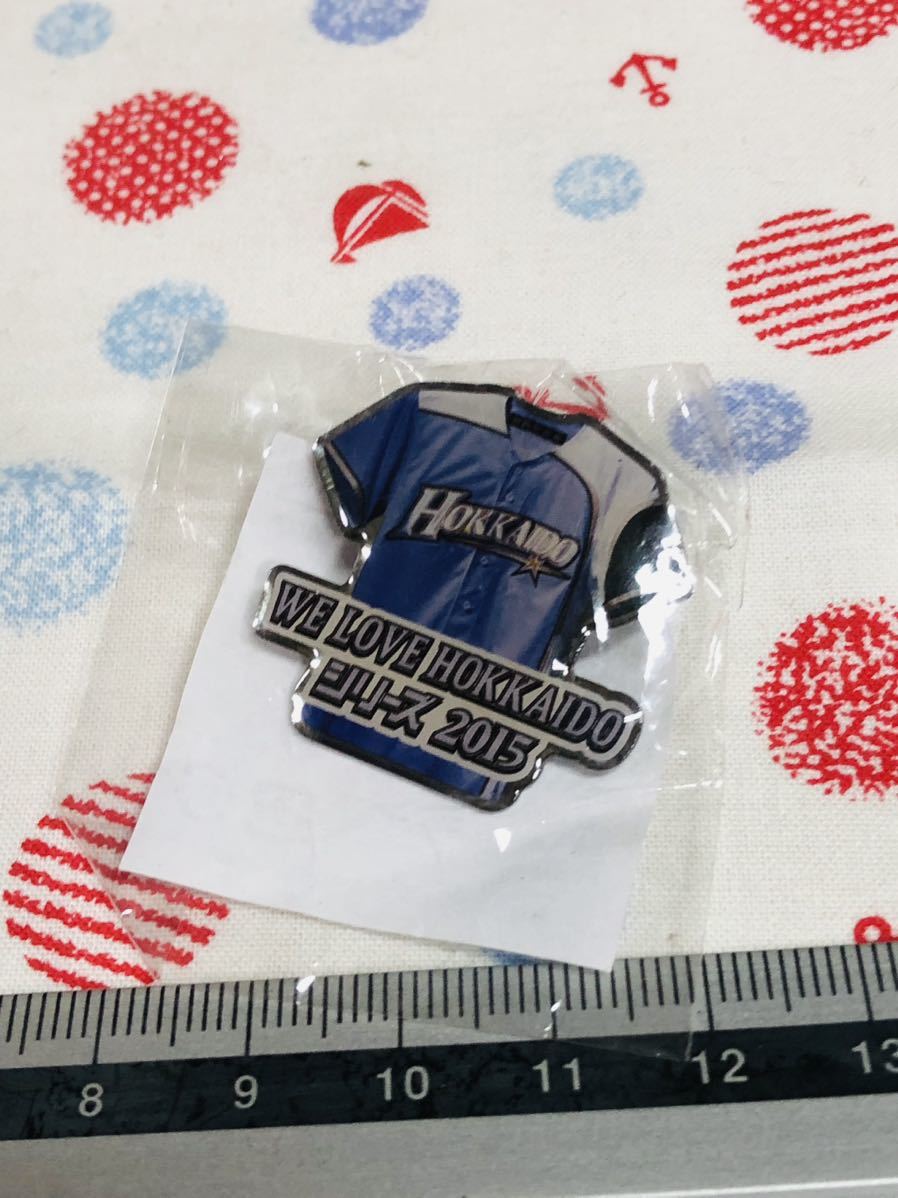 HOKKAIDO
WE LOVE HOKKAIDO
シリーズ 2015
8 9 10 11 12 13